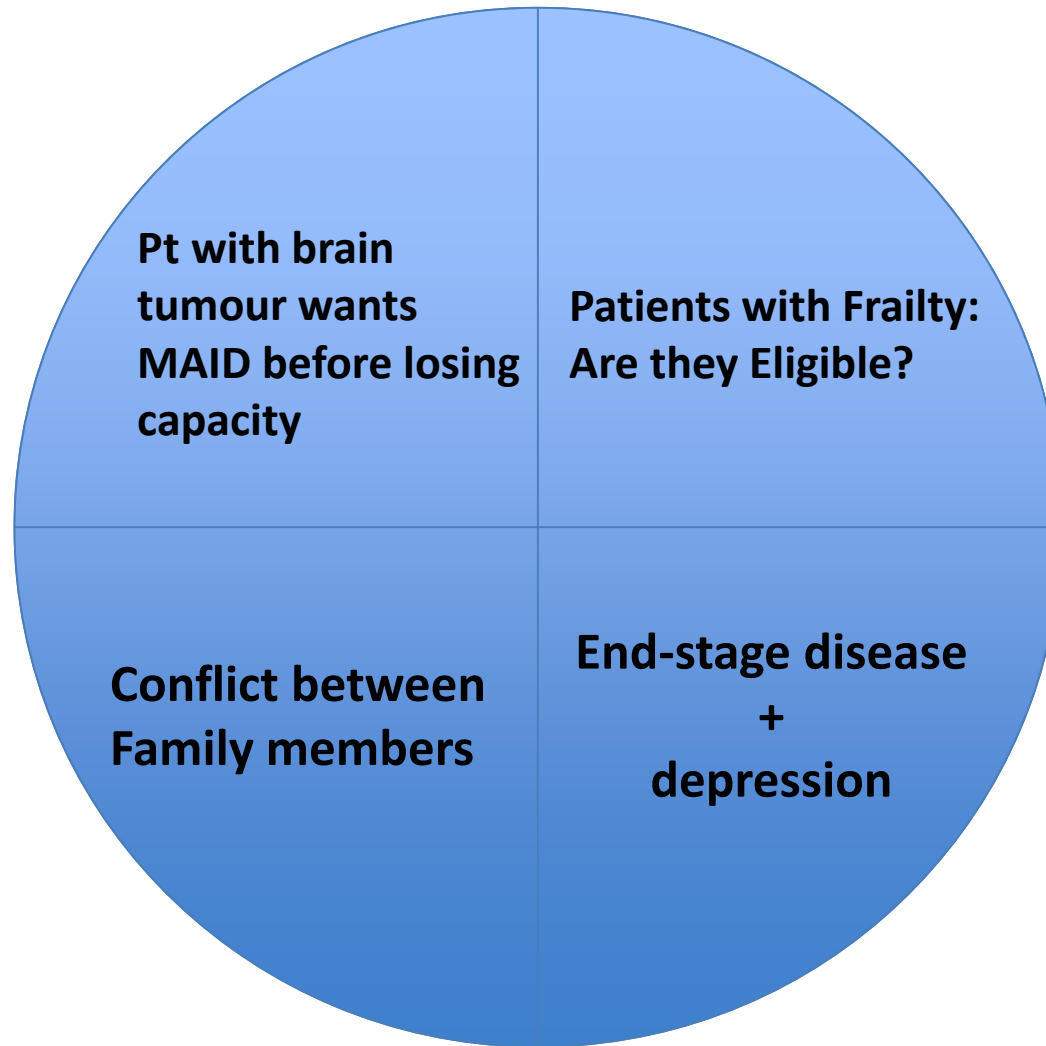 Pt with brain
tumour wants
MAID before losing
capacity
Patients with Frailty:
Are they Eligible?
Conflict between
Family members
End-stage disease
+
depression